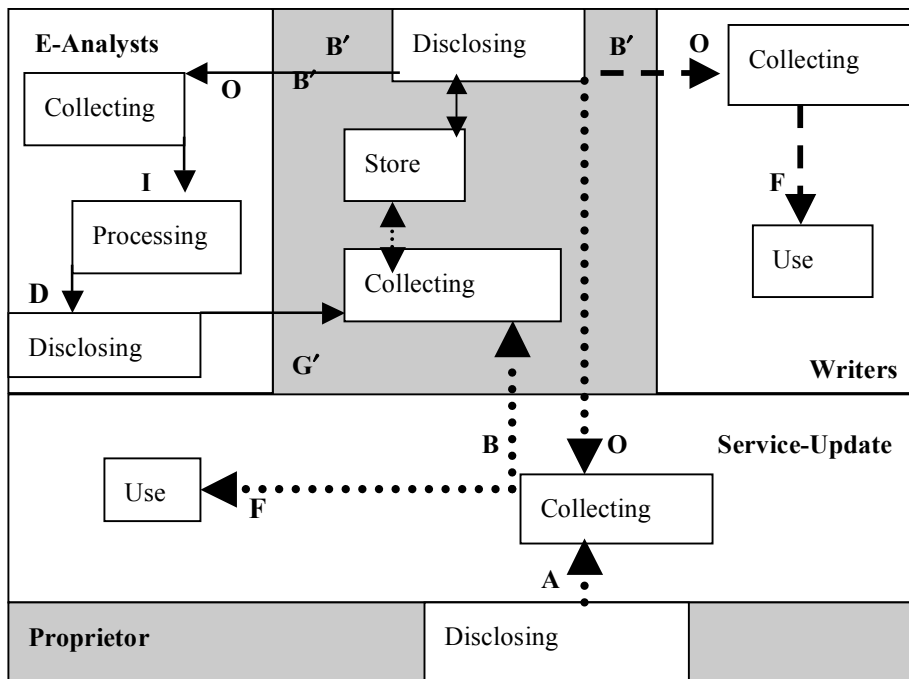 E-Analysts
B′
Disclosing
B′
O
Collecting
O
B′
Collecting
Store
I
F
Processing
Use
Collecting
D
Disclosing
G′
Writers
B
O
Service-Update
Use
F
Collecting
A
Proprietor
Disclosing